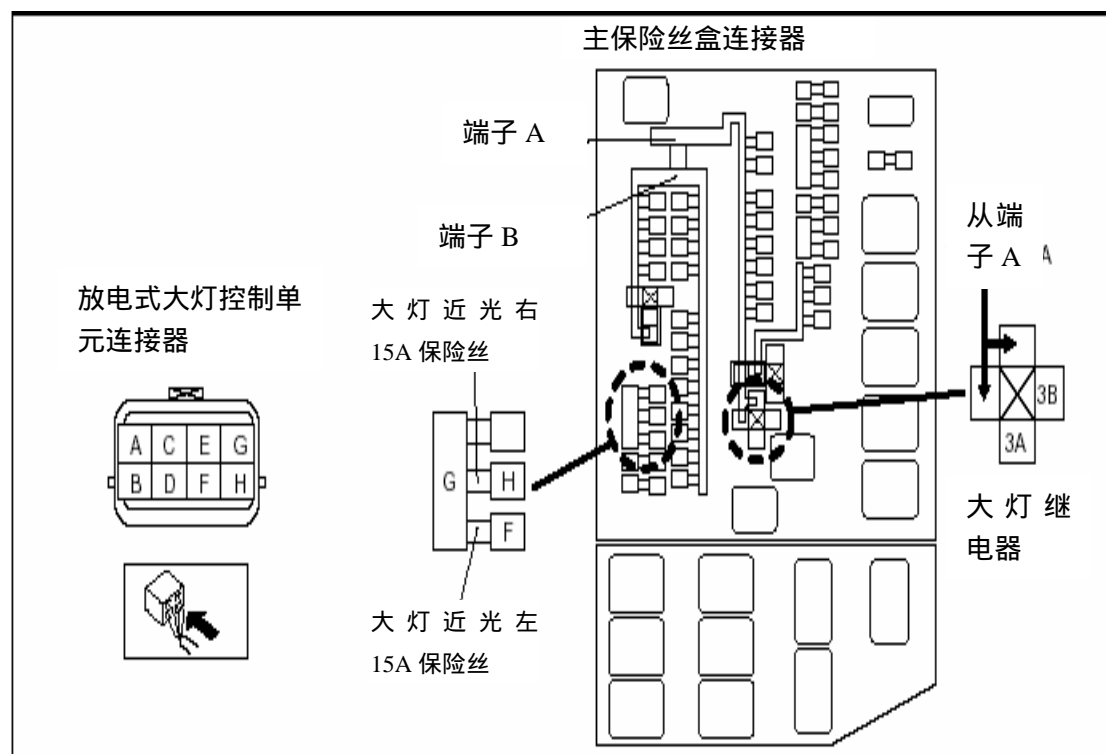 主保险丝盒连接器
端子 A
端子 B
从端
子 A
A
放电式大灯控制单
元连接器
大灯近光右
15A 保险丝
A C E G
B D F H
G
H
F
3B
3A
大灯继
电器
大灯近光左
15A 保险丝